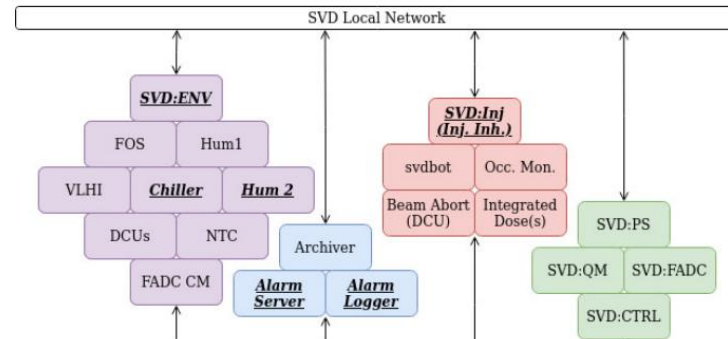 SVD Local Network
SVD:ENV
FOS
Hum1
VLHI
Chiller
Hum 2
DCUs
NTC
FADC CM
Archiver
Alarm
Server
Alarm
Logger
SVD:Inj
(Inj. Inh.)
svdbot
Occ. Mon.
Beam Abort
(DCU)
Integrated
Dose(s)
SVD:PS
SVD:QM
SVD:FADC
SVD:CTRL